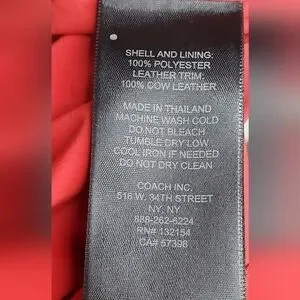 SHELL AND LINING:
100% POLYESTER
LEATHER TRIM:
100% COW LEATHER
MADE IN THAILAND
MACHINE WASH COLD
DO NOT BLEACH
TUMBLE DRY LOW
COOL IRON IF NEEDED
DO NOT DRY CLEAN
COACH INC.
516 W. 34TH STREET
NY, NY
888-262-6224
RN# 132154
CA# 57398